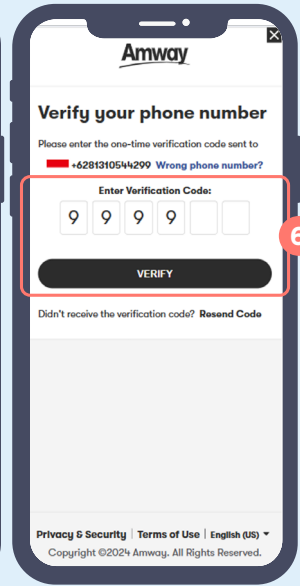 Amway
Verify your phone number
Please enter the one-time verification code sent to
+6281310544299 Wrong phone number?
Enter Verification Code:
9 9 9 9
6
VERIFY
Didn't receive the verification code? Resend Code
Privacy & Security | Terms of Use | English (US)
Copyright ©2024 Amway. All Rights Reserved.